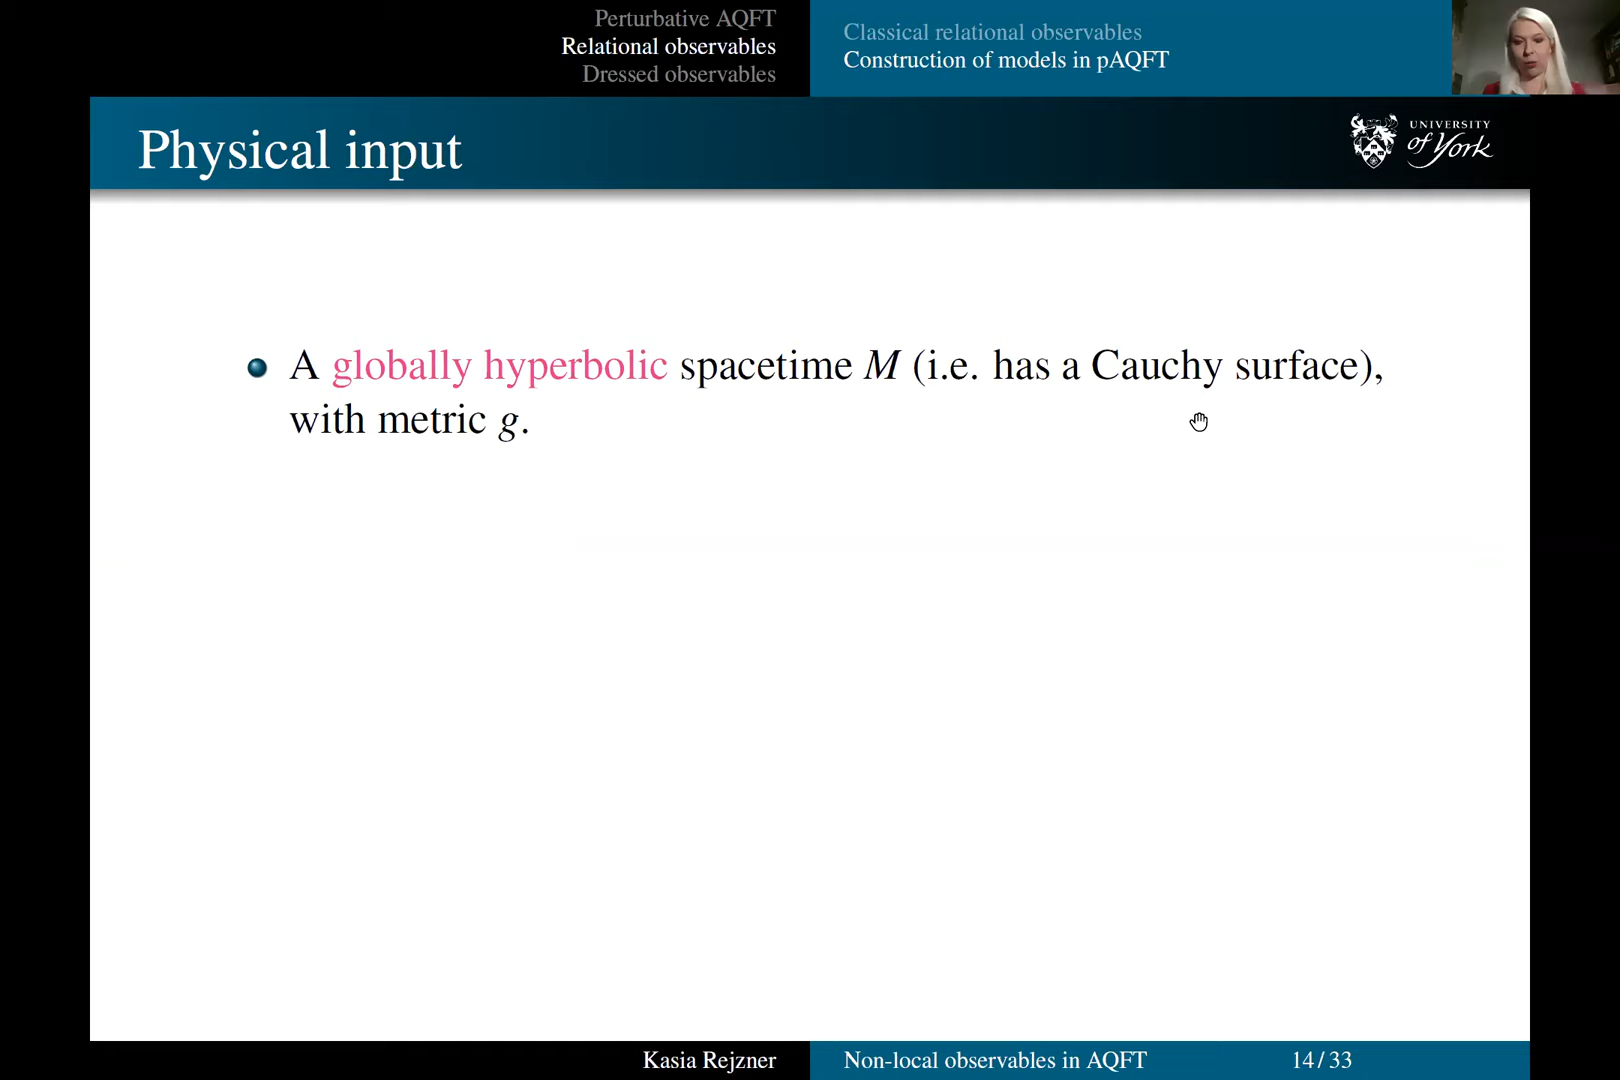 Perturbative AQFT
Relational observables
Dressed observables
Classical relational observables
Construction of models in pAQFT
Physical input
UNIVERSITY
of York
A globally hyperbolic spacetime M (i.e. has a Cauchy surface),
with metric g.
Kasia Rejzner
Non-local observables in AQFT
14 / 33